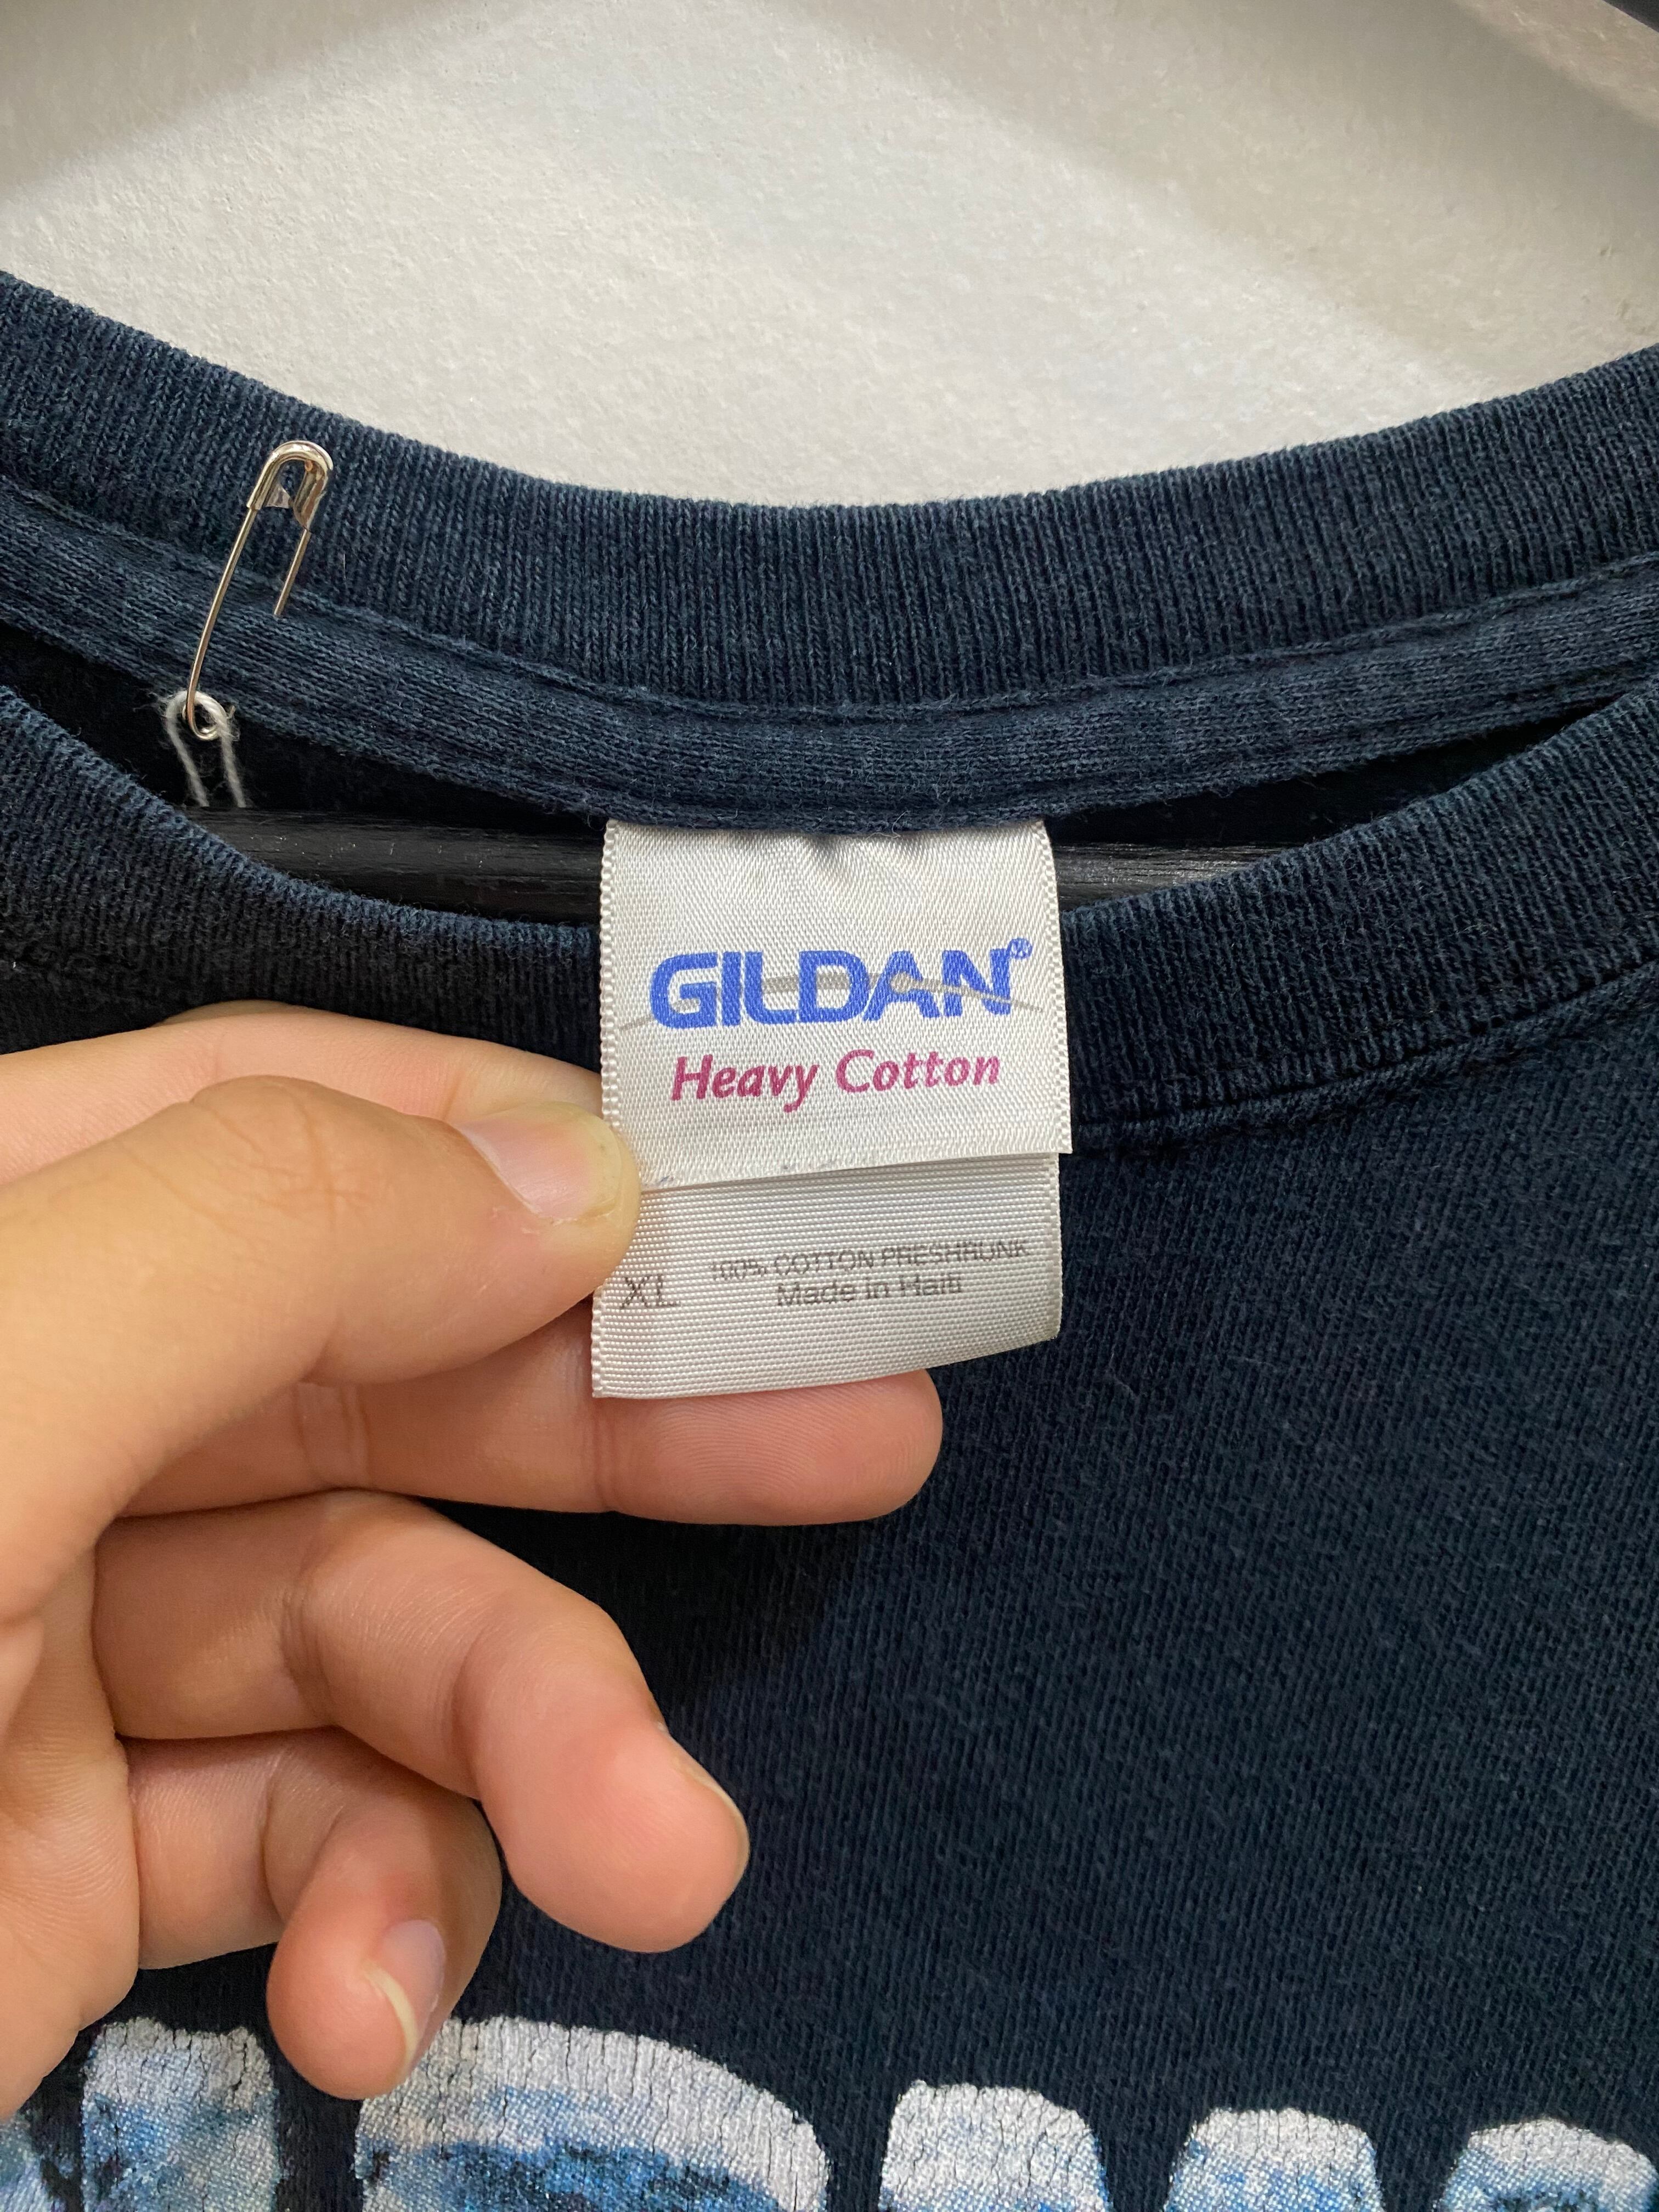 GILDAN®
Heavy Cotton
XL 100% COTTON PRESHRUNK
Made in Haiti